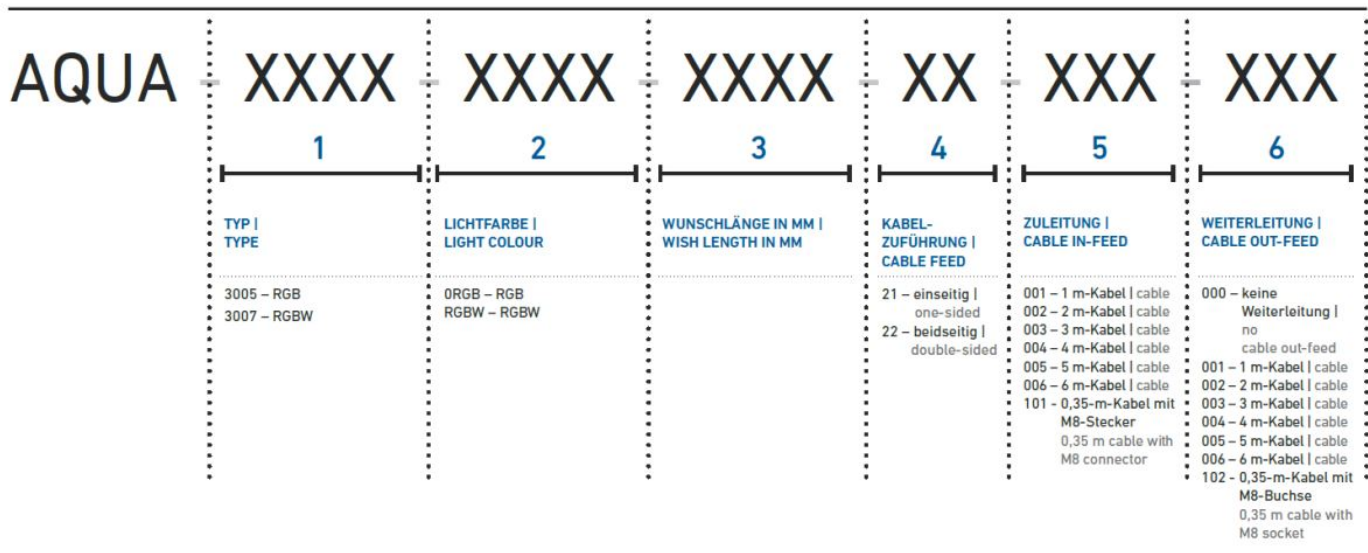 AQUA - XXXX - XXXX - XXXX - XX - XXX - XXX
1
2
3
4
5
6
TYP |
TYPE
3005 – RGB
3007 – RGBW
LICHTFARBE |
LIGHT COLOUR
0RGB – RGB
RGBW – RGBW
WUNSCHLÄNGE IN MM |
WISH LENGTH IN MM
KABEL-
ZUFÜHRUNG |
CABLE FEED
21 – einseitig |
one-sided
22 – beidseitig |
double-sided
ZULEITUNG |
CABLE IN-FEED
001 – 1 m-Kabel | cable
002 – 2 m-Kabel | cable
003 – 3 m-Kabel | cable
004 – 4 m-Kabel | cable
005 – 5 m-Kabel | cable
006 – 6 m-Kabel | cable
101 - 0,35-m-Kabel mit
M8-Stecker
0,35 m cable with
M8 connector
WEITERLEITUNG |
CABLE OUT-FEED
000 – keine
Weiterleitung |
no
cable out-feed
001 – 1 m-Kabel | cable
002 – 2 m-Kabel | cable
003 – 3 m-Kabel | cable
004 – 4 m-Kabel | cable
005 – 5 m-Kabel | cable
006 – 6 m-Kabel | cable
102 - 0,35-m-Kabel mit
M8-Buchse
0,35 m cable with
M8 socket